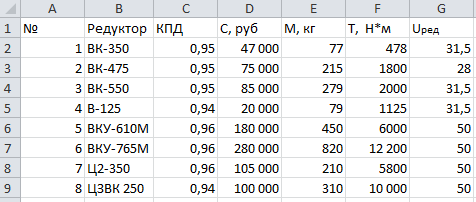 A B C D E F G
1 № Редуктор КПД С, руб М, кг Т, Н*м Uред
2 1 ВК-350 0,95 47 000 77 478 31,5
3 2 ВК-475 0,95 75 000 215 1800 28
4 3 ВК-550 0,95 85 000 279 2000 31,5
5 4 В-125 0,94 20 000 79 1125 31,5
6 5 ВКУ-610М 0,96 180 000 450 6000 50
7 6 ВКУ-765М 0,96 280 000 820 12 200 50
8 7 Ц2-350 0,96 105 000 210 5800 50
9 8 ЦЗВК 250 0,94 100 000 310 10 000 50